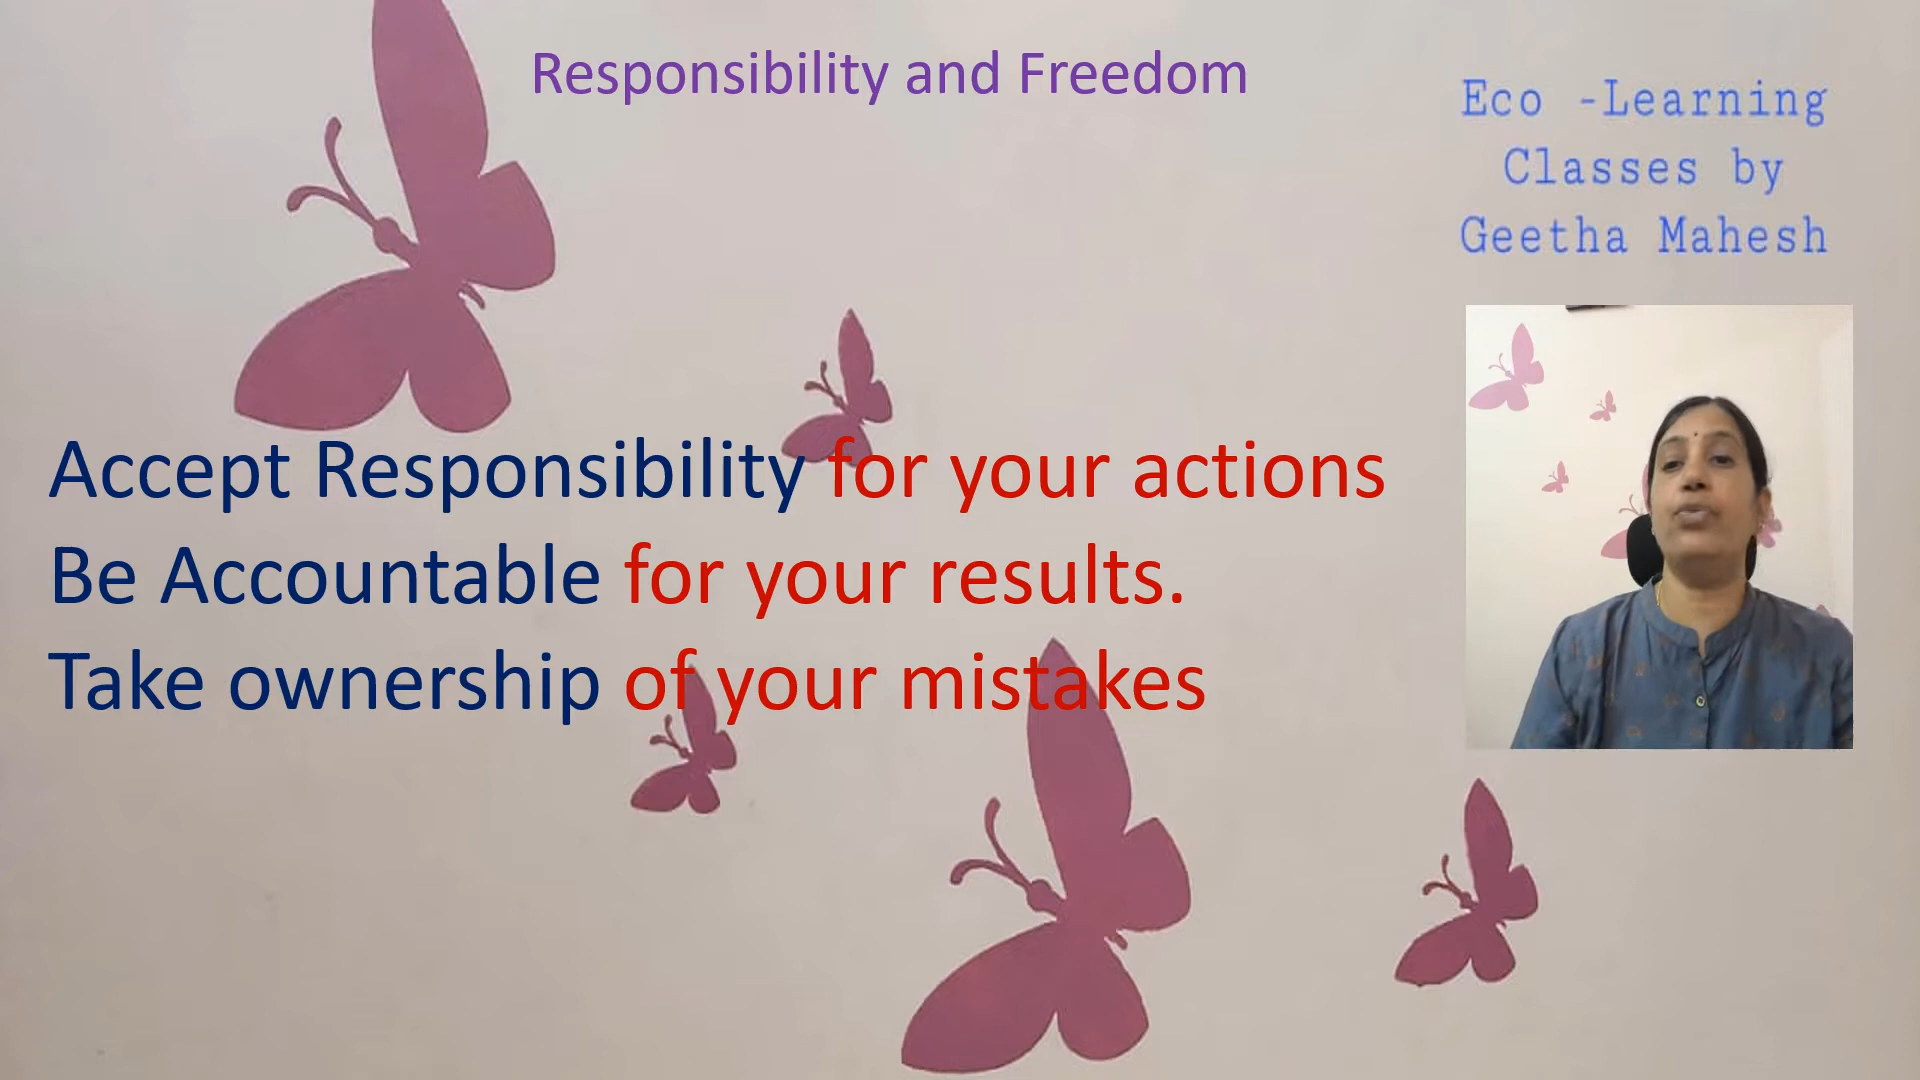 Responsibility and Freedom
Eco -Learning
Classes by
Geetha Mahesh
Accept Responsibility for your actions
Be Accountable for your results.
Take ownership of your mistakes